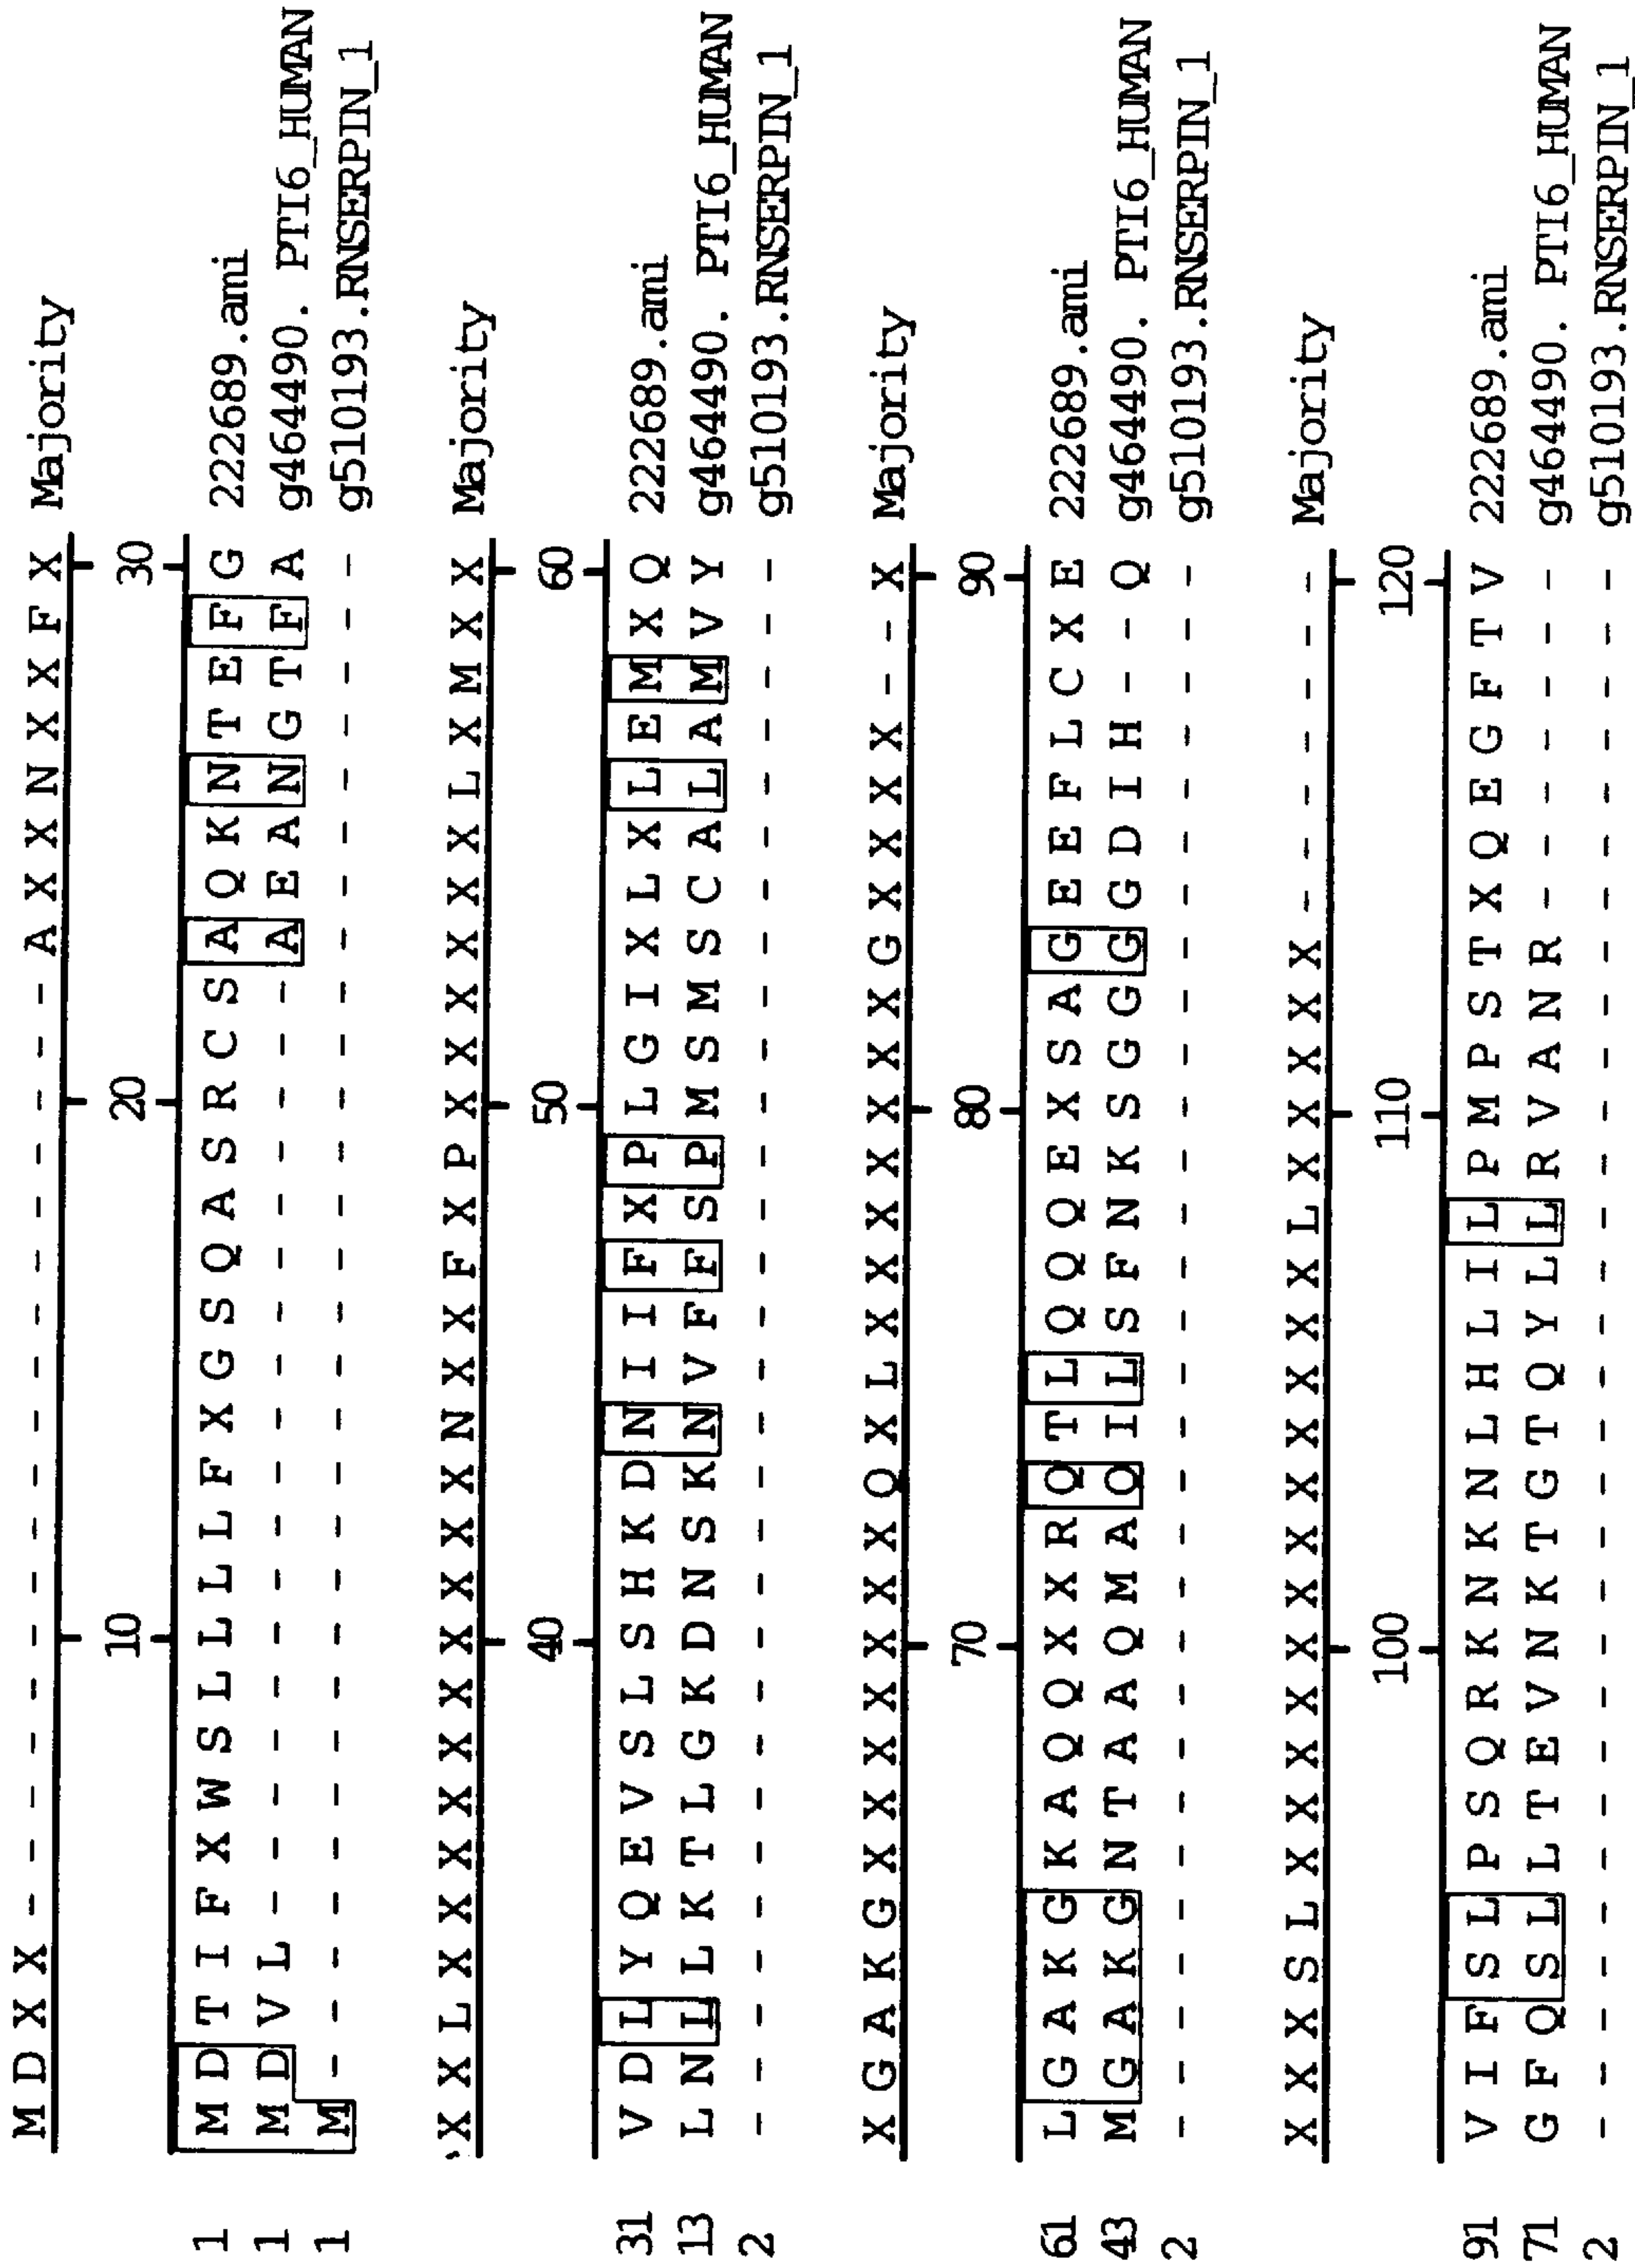 M D X X - - - - - - - - - - - - - - - - - - A X X N X X F X Majority
10 20 30
1 M D T I F X W S L L L L F X G S Q A S R C S A Q K N T E F G 222689.ami
1 M D V L - - - - - - - - - - - - - - - - - - A E A N G T F A g464490. PTI6_HUMAN
1 M - - - - - - - - - - - - - - - - - - - - - - - - - - - - - g510193.RNSERPIN_1
X X L X X X X X X X X X X N X X F X P X X X X X X L X M X X Majority
40 50 60
31 V D L Y Q E V S L S H K D N I I F X P L G I X L X L E M X Q 222689.ami
13 L N L L K T L G K D N S K N V F F S P M S M S C A L A M V Y g464490. PTI6_HUMAN
2 - - - - - - - - - - - - - - - - - - - - - - - - - - - - - - g510193.RNSERPIN_1
X G A K G X X X X X X X Q X L X X X X X X X G X X X X - - X Majority
70 80 90
61 L G A K G K A Q Q X X R Q T L Q Q Q E X S A G E E F L C X E 222689.ami
43 M G A K G N T A A Q M A Q I L S F N K S G G G G D I H - - Q g464490. PTI6_HUMAN
2 - - - - - - - - - - - - - - - - - - - - - - - - - - - - - - g510193.RNSERPIN_1
X X X S L X X X X X X X X X X X X L X X X X X - - - - - - - Majority
100 110 120
91 V I F S L P S Q R K N K N L H L I L P M P S T X Q E G F T V 222689.ami
71 G F Q S L L T E V N K T G T Q Y L L R V A N R - - - - - - - g464490. PTI6_HUMAN
2 - - - - - - - - - - - - - - - - - - - - - - - - - - - - - - g510193.RNSERPIN_1